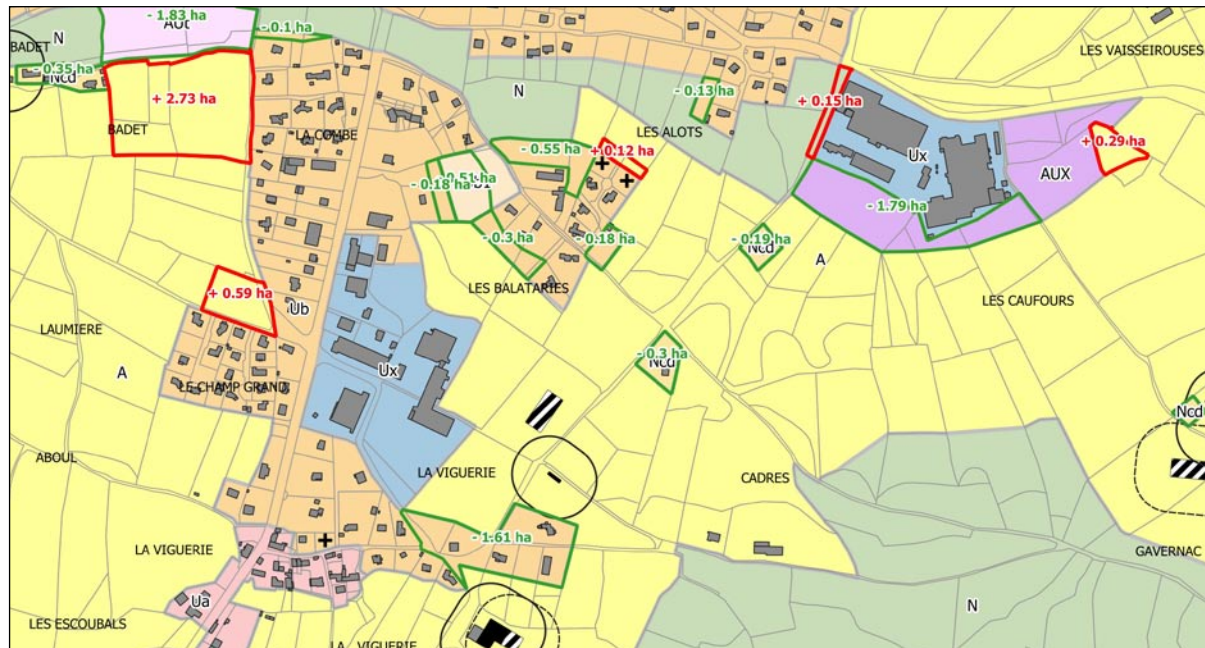 - 1.83 ha
AUt
- 0.1 ha
N
BADET
- 0.35 ha
Ncd
+ 2.73 ha
BADET
LA COMBE
N
- 0.13 ha
LES ALOTS
+ 0.15 ha
LES VAISSEIROUSES
+ 0.29 ha
Ux
AUX
- 0.55 ha
+ 0.12 ha
- 0.51 ha
- 0.18 ha
- 1.79 ha
- 0.3 ha
- 0.18 ha
- 0.19 ha
Ncd
A
LES BALATARIES
+ 0.59 ha
Ub
LES CAUFOURS
LAUMIERE
A
- 0.3 ha
Ncd
Ux
LE CHAMP GRAND
Ncd
ABOUL
LA VIGUERIE
CADRES
- 1.61 ha
LA VIGUERIE
GAVERNAC
Ua
N
LES ESCOUBALS
LA VIGUERIE